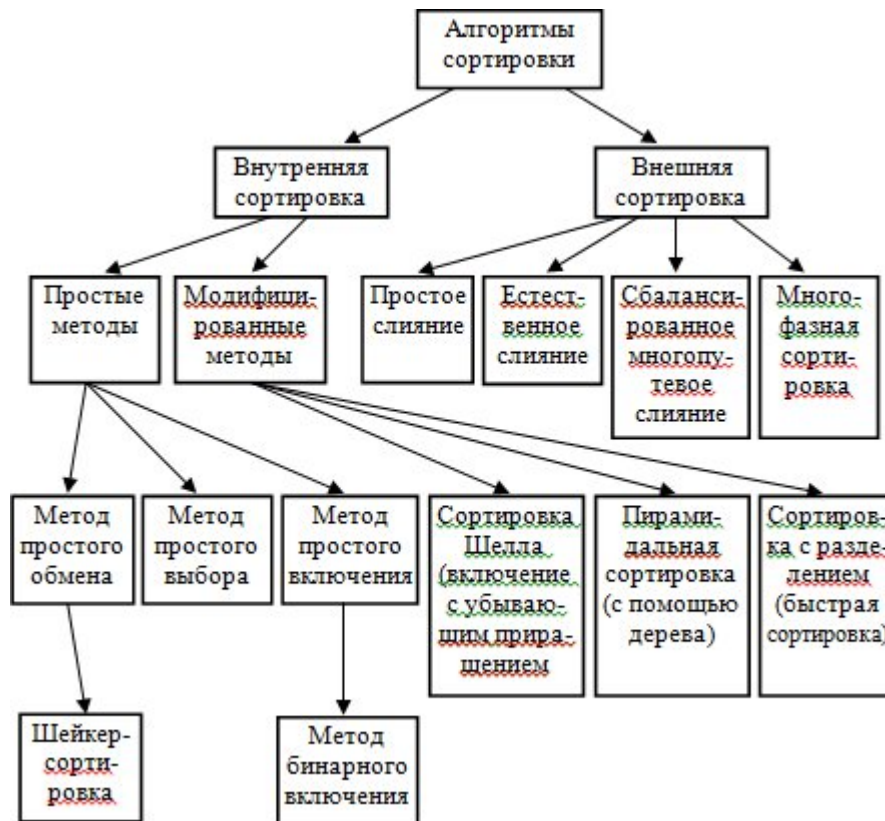 Алгоритмы
сортировки
Внутренняя
сортировка
Внешняя
сортировка
Простые
методы
Модифици-
рованные
методы
Простое
слияние
Естест-
венное
слияние
Сбаланси-
рованное
многопу-
тевое
слияние
Много-
фазная
сорти-
ровка
Метод
простого
обмена
Метод
простого
выбора
Метод
простого
включения
Сортировка
Шелла
(включение
с убываю-
щим прира-
щением
Пирами-
дальная
сортировка
(с помощью
дерева)
Сортиров-
ка с разде-
лением
(быстрая
сортировка)
Шейкер-
сорти-
ровка
Метод
бинарного
включения